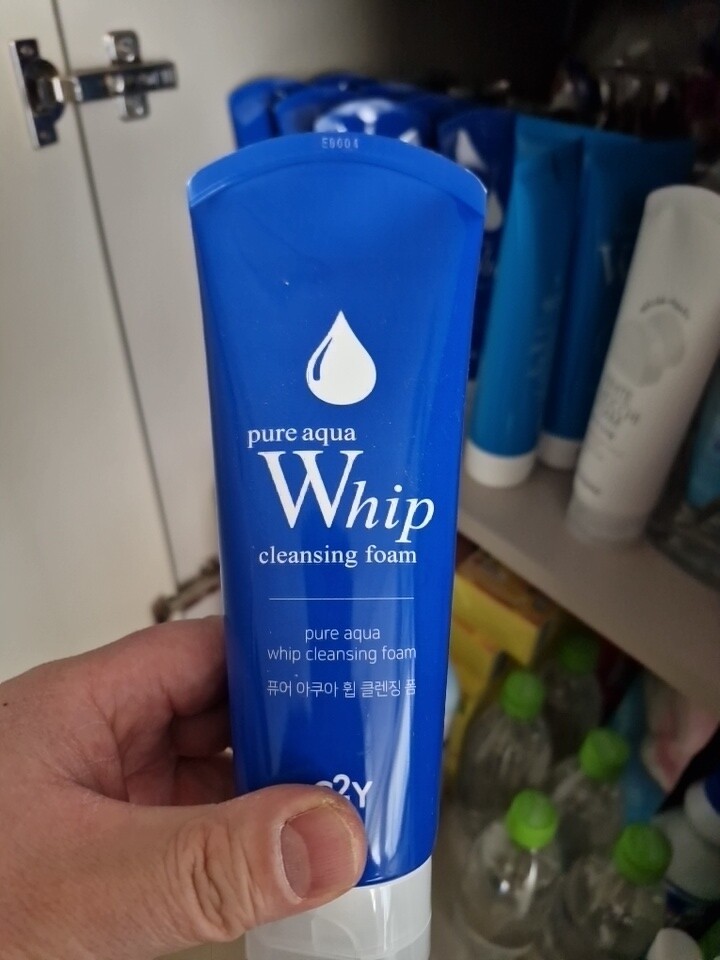 E0004
pure aqua
Whip
cleansing foam
pure aqua
whip cleansing foam
퓨어 아쿠아 휩 클렌징 폼